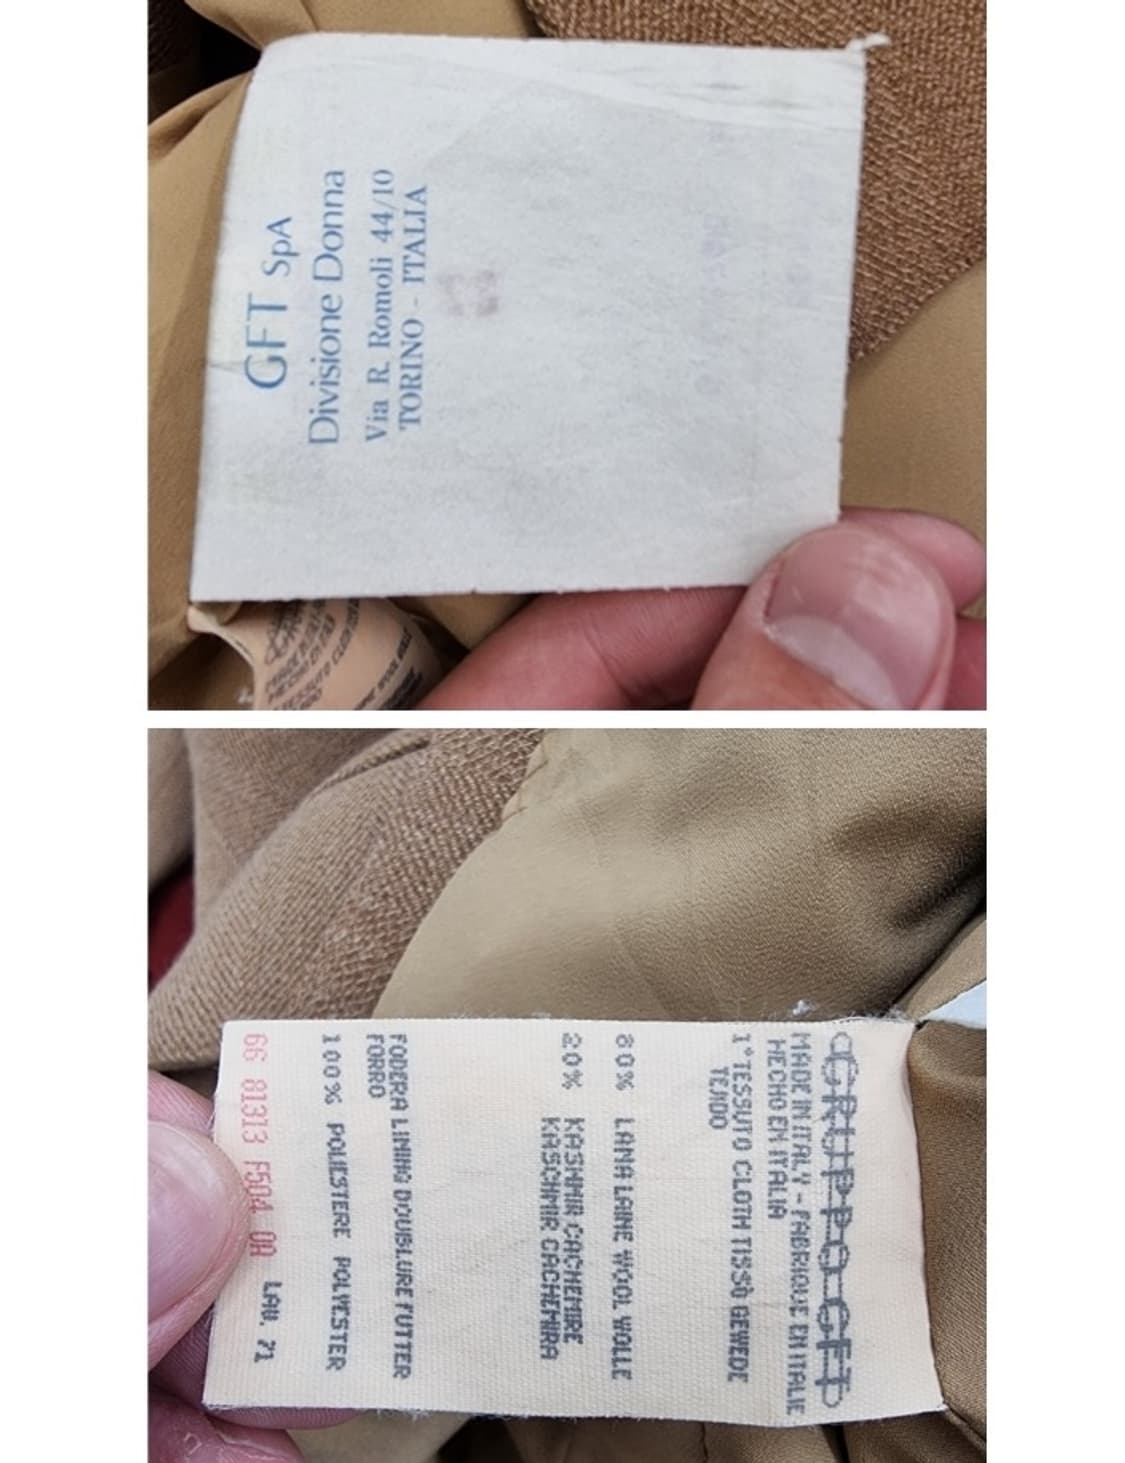 GFT SpA
Divisione Donna
Via R. Romoli 44/10
TORINO - ITALIA
GRUPPO GFT
MADE IN ITALY - FABRIQUE EN ITALIE
HECHO EN ITALIA
1° TESSUTO CLOTH TISSÒ GEWEDE
TEJIDO
80% LANA LAINE WOOL WOLLE
20% KASHMIR CACHEMIRE
KASCHMIR CACHEMIRA
FODERA LINING DOUBLURE FUTTER
FORRO
100% POLIESTERE POLYESTER
66 81313 F504 0A LAV. 71